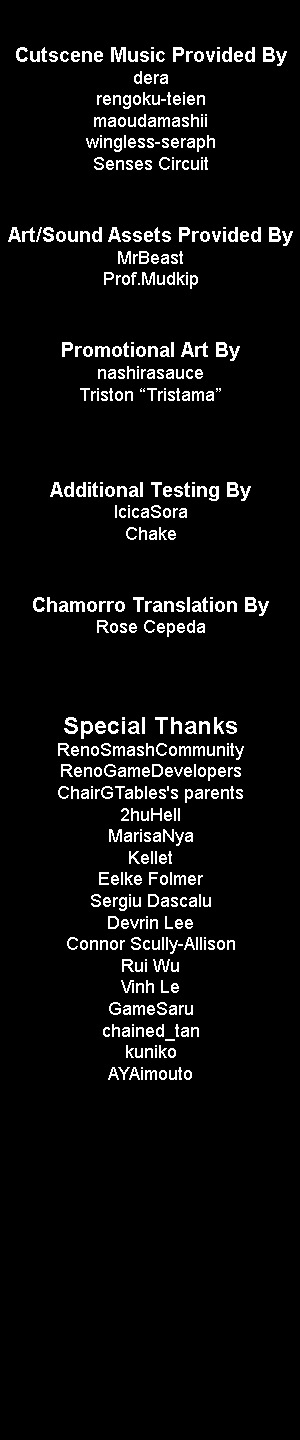 Cutscene Music Provided By
dera
rengoku-teien
maoudamashii
wingless-seraph
Senses Circuit
Art/Sound Assets Provided By
MrBeast
Prof.Mudkip
Promotional Art By
nashirasauce
Triston “Tristama”
Additional Testing By
IcicaSora
Chake
Chamorro Translation By
Rose Cepeda
Special Thanks
RenoSmashCommunity
RenoGameDevelopers
ChairGTables's parents
2huHell
MarisaNya
Kellet
Eelke Folmer
Sergiu Dascalu
Devrin Lee
Connor Scully-Allison
Rui Wu
Vinh Le
GameSaru
chained_tan
kuniko
AYAimouto